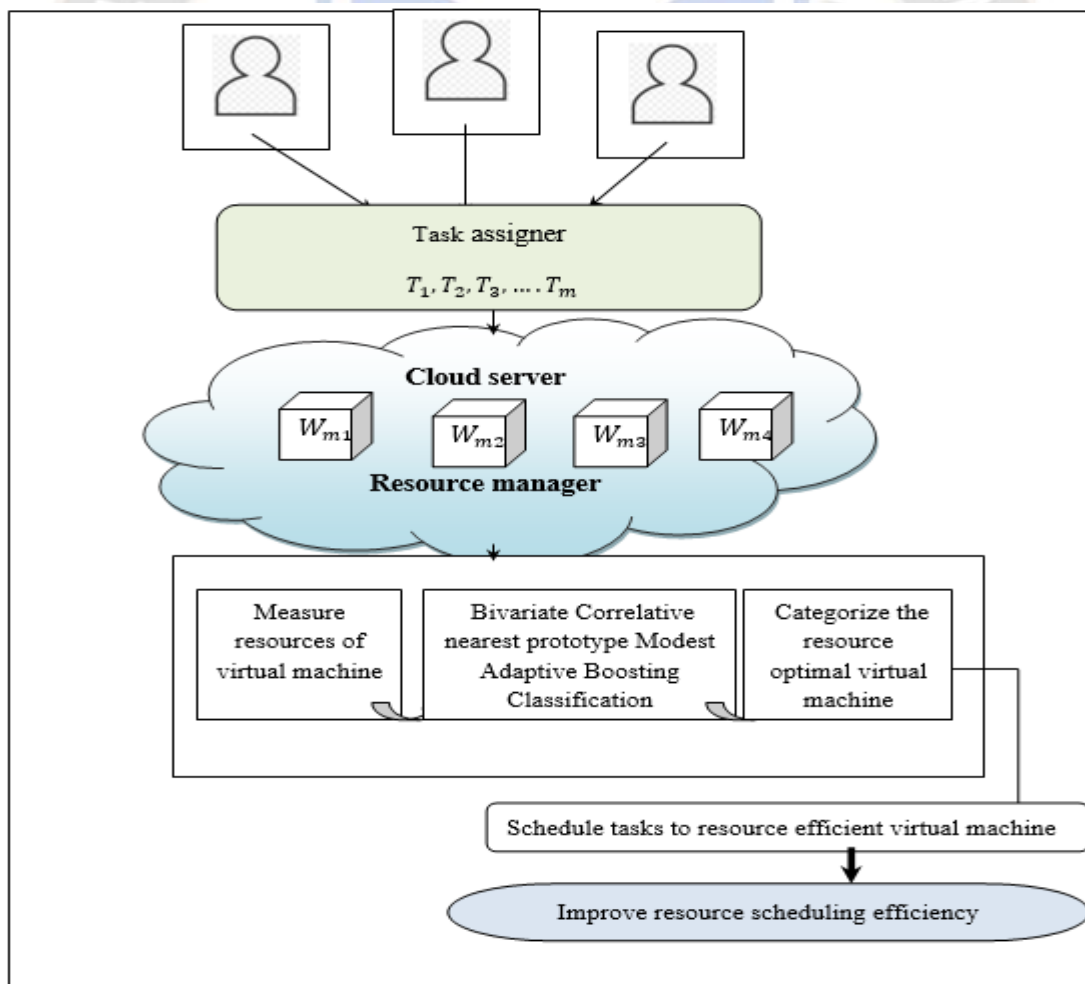 Task assigner
T₁, T₂, T₃, .... Tₘ
Cloud server
Wₘ₁
Wₘ₂
Wₘ₃
Wₘ₄
Resource manager
Measure
resources of
virtual machine
Bivariate Correlative
nearest prototype Modest
Adaptive Boosting
Classification
Categorize the
resource
optimal virtual
machine
Schedule tasks to resource efficient virtual machine
Improve resource scheduling efficiency